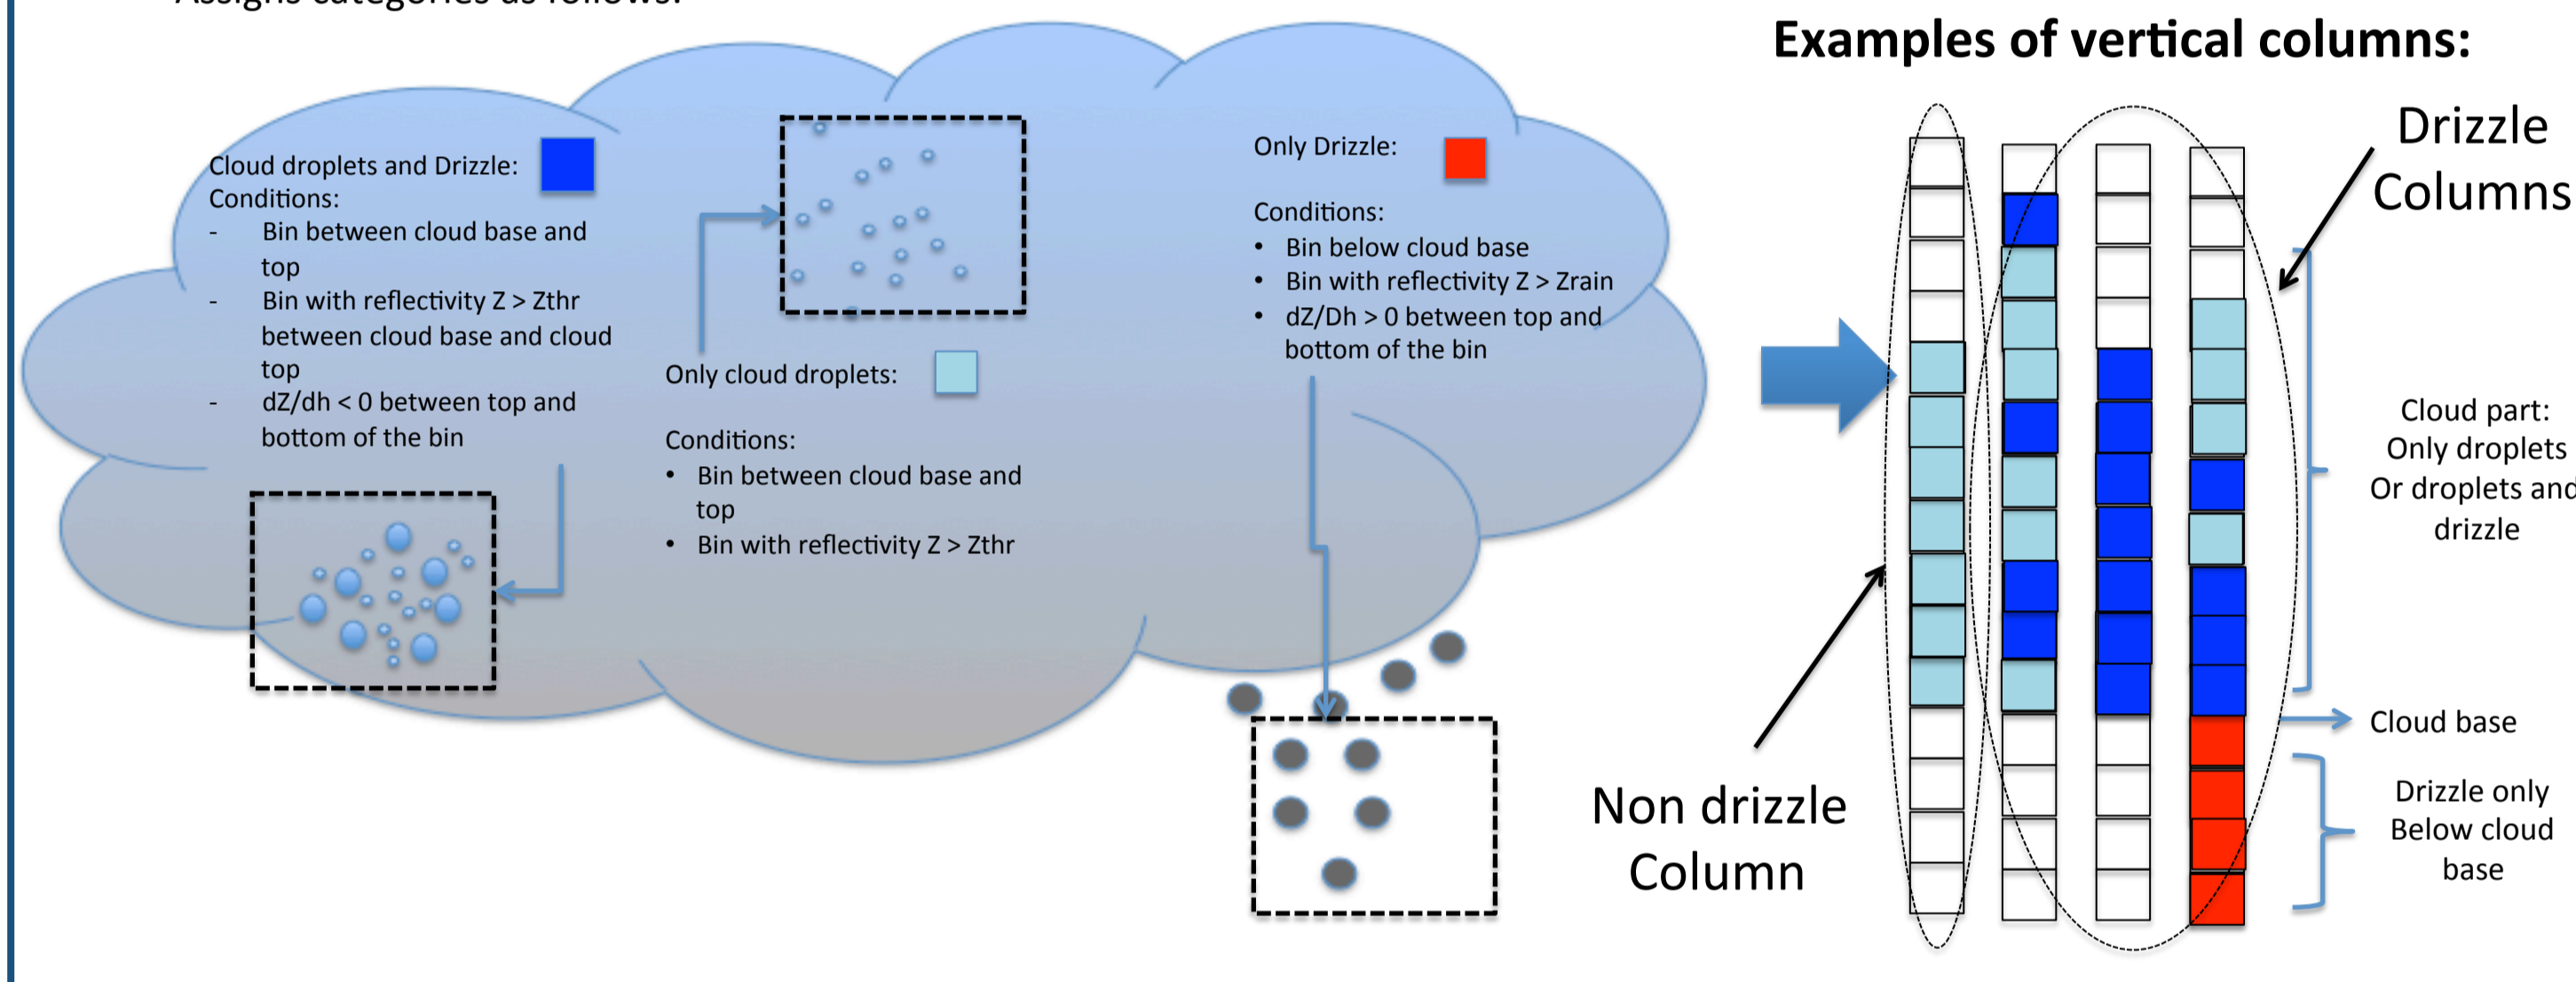 Assigns categories as follows:
Examples of vertical columns:
Cloud droplets and Drizzle:
Conditions:
- Bin between cloud base and
top
- Bin with reflectivity Z > Zthr
between cloud base and cloud
top
- dZ/dh < 0 between top and
bottom of the bin
Only cloud droplets:
Conditions:
• Bin between cloud base and
top
• Bin with reflectivity Z > Zthr
Only Drizzle:
Conditions:
• Bin below cloud base
• Bin with reflectivity Z > Zrain
• dZ/Dh > 0 between top and
bottom of the bin
Drizzle
Columns
Cloud part:
Only droplets
Or droplets and
drizzle
Cloud base
Drizzle only
Below cloud
base
Non drizzle
Column